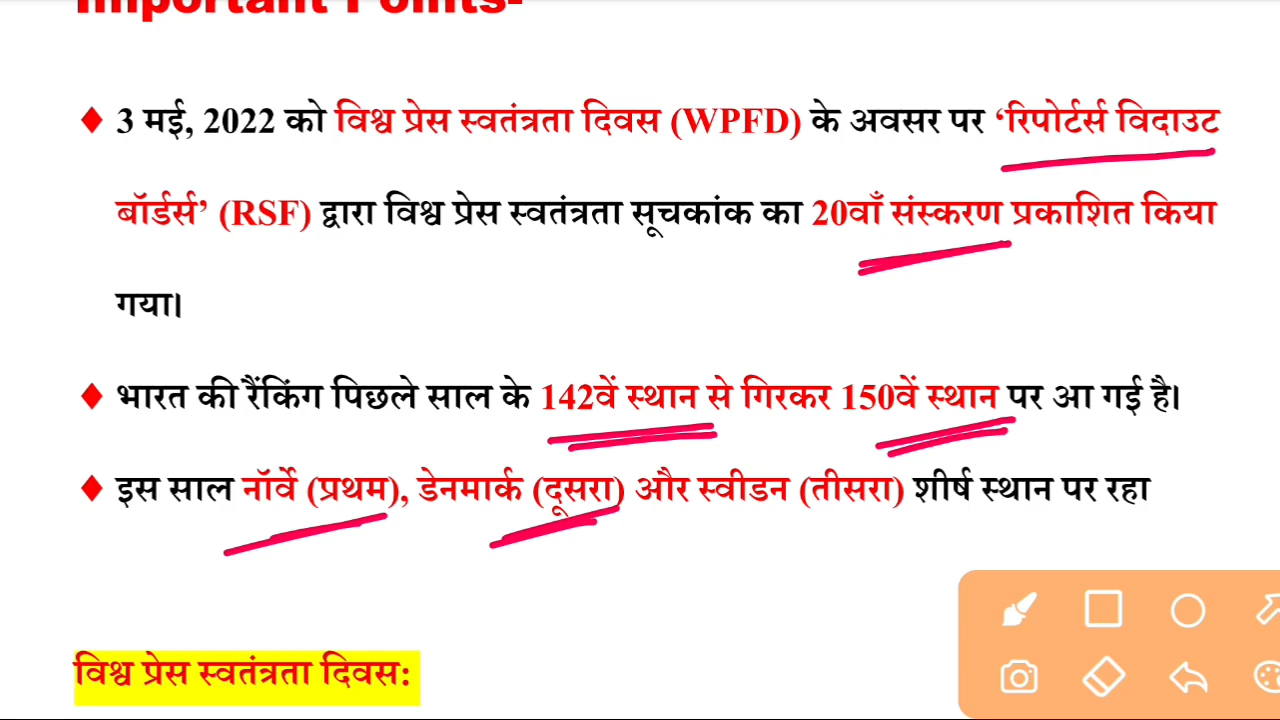 Important Points-
♦ 3 मई, 2022 को विश्व प्रेस स्वतंत्रता दिवस (WPFD) के अवसर पर ‘रिपोर्टर्स विदाउट
बॉर्डर्स’ (RSF) द्वारा विश्व प्रेस स्वतंत्रता सूचकांक का 20वाँ संस्करण प्रकाशित किया
गया।
♦ भारत की रैंकिंग पिछले साल के 142वें स्थान से गिरकर 150वें स्थान पर आ गई है।
♦ इस साल नॉर्वे (प्रथम), डेनमार्क (दूसरा) और स्वीडन (तीसरा) शीर्ष स्थान पर रहा
विश्व प्रेस स्वतंत्रता दिवस: